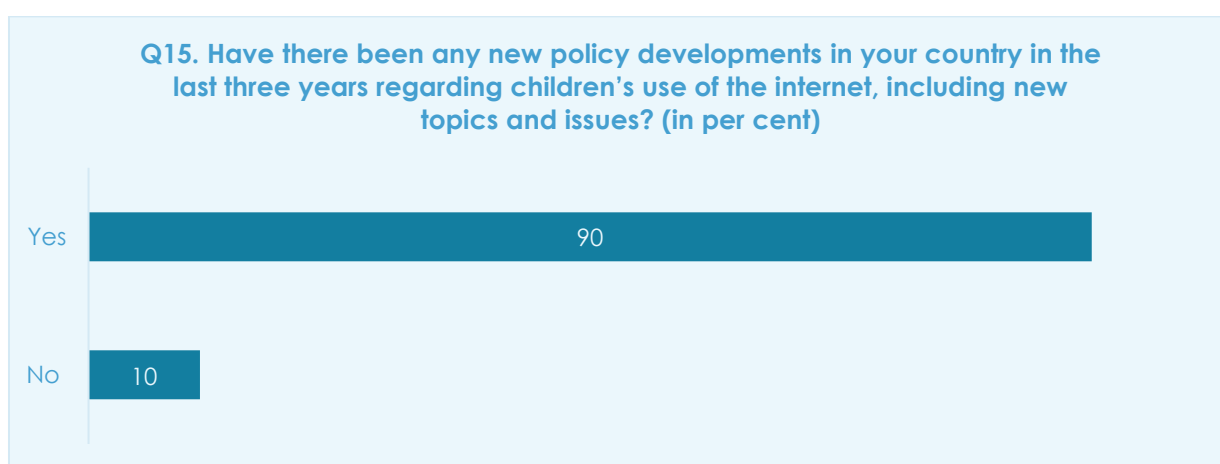 Q15. Have there been any new policy developments in your country in the
last three years regarding children’s use of the internet, including new
topics and issues? (in per cent)
Yes
90
No
10